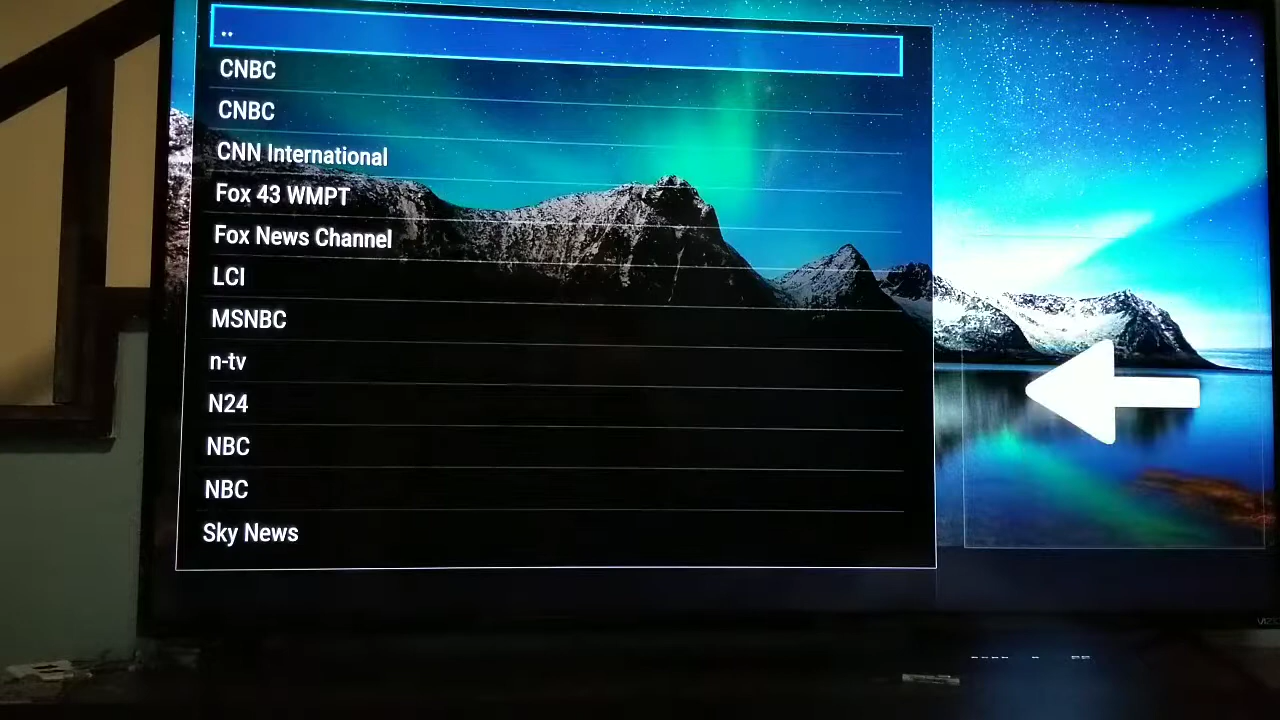 ..
CNBC
CNBC
CNN International
Fox 43 WMPT
Fox News Channel
LCI
MSNBC
n-tv
N24
NBC
NBC
Sky News